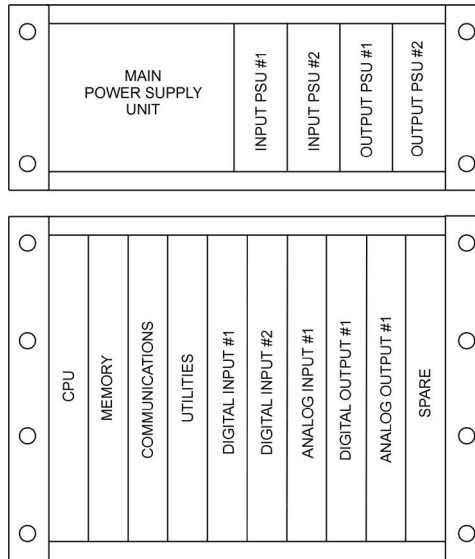 MAIN
POWER SUPPLY
UNIT
INPUT PSU #1
INPUT PSU #2
OUTPUT PSU #1
OUTPUT PSU #2
CPU
MEMORY
COMMUNICATIONS
UTILITIES
DIGITAL INPUT #1
DIGITAL INPUT #2
ANALOG INPUT #1
DIGITAL OUTPUT #1
ANALOG OUTPUT #1
SPARE